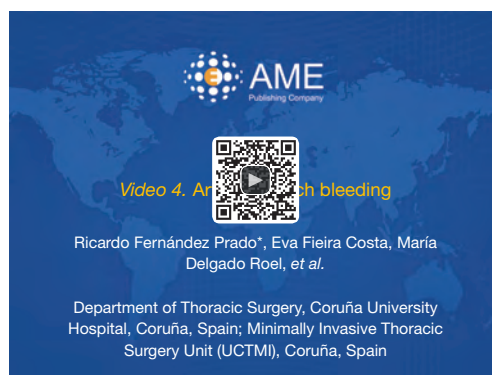 AME
Publishing Company
Video 4. ch bleeding
Ricardo Fernández Prado*, Eva Fieira Costa, María
Delgado Roel, et al.
Department of Thoracic Surgery, Coruña University
Hospital, Coruña, Spain; Minimally Invasive Thoracic
Surgery Unit (UCTMI), Coruña, Spain